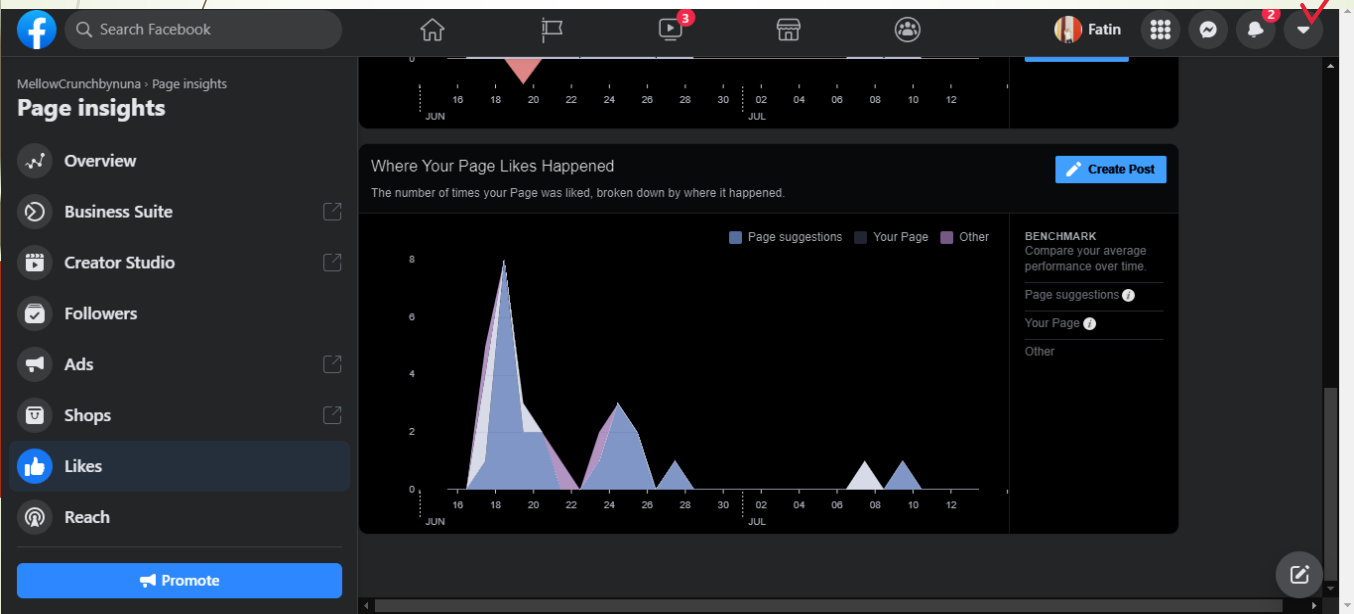 Search Facebook
3
Fatin
2
MellowCrunchbynuna › Page insights
Page insights
Overview
Business Suite
Creator Studio
Followers
Ads
Shops
Likes
Reach
Promote
0
16 18 20 22 24 26 28 30 02 04 06 08 10 12
JUN JUL
Where Your Page Likes Happened
The number of times your Page was liked, broken down by where it happened.
Create Post
Page suggestions Your Page Other
8
6
4
2
0
16 18 20 22 24 26 28 30 02 04 06 08 10 12
JUN JUL
BENCHMARK
Compare your average
performance over time.
Page suggestions
Your Page
Other